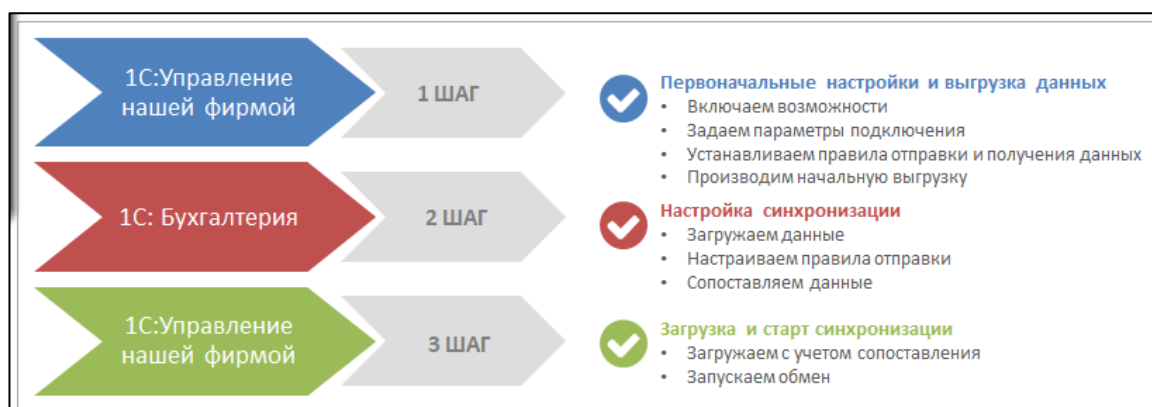 1С:Управление
нашей фирмой
1 ШАГ
Первоначальные настройки и выгрузка данных
• Включаем возможности
• Задаем параметры подключения
• Устанавливаем правила отправки и получения данных
• Производим начальную выгрузку
1С: Бухгалтерия
2 ШАГ
Настройка синхронизации
• Загружаем данные
• Настраиваем правила отправки
• Сопоставляем данные
1С:Управление
нашей фирмой
3 ШАГ
Загрузка и старт синхронизации
• Загружаем с учетом сопоставления
• Запускаем обмен